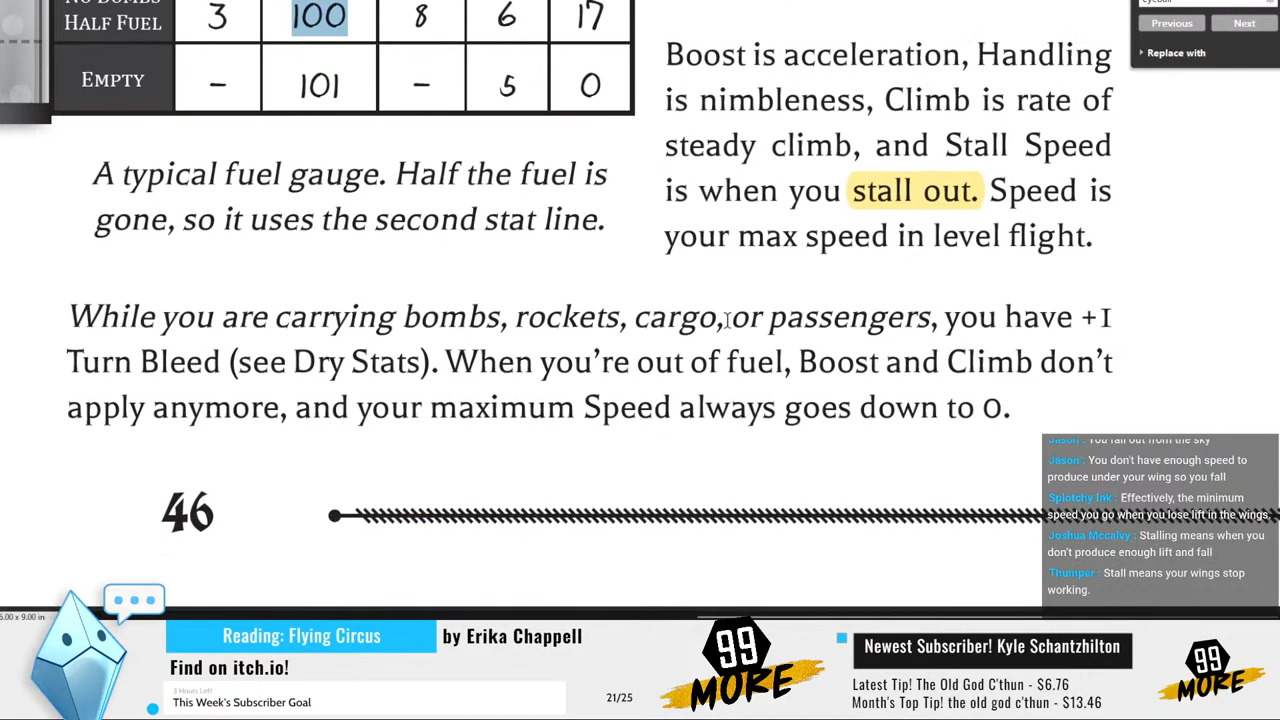 NO BOMBS
HALF FUEL 3 100 8 6 17
EMPTY - 101 - 5 0
A typical fuel gauge. Half the fuel is
gone, so it uses the second stat line.
Boost is acceleration, Handling
is nimbleness, Climb is rate of
steady climb, and Stall Speed
is when you stall out. Speed is
your max speed in level flight.
While you are carrying bombs, rockets, cargo, or passengers, you have +1
Turn Bleed (see Dry Stats). When you’re out of fuel, Boost and Climb don’t
apply anymore, and your maximum Speed always goes down to 0.
46
eyeball
Previous Next
Replace with
Jason : You fall out from the sky
Jason : You don't have enough speed to
produce under your wing so you fall
Splotchy Ink : Effectively, the minimum
speed you go when you lose lift in the wings.
Joshua Mccalvy : Stalling means when you
don't produce enough lift and fall
Thumper : Stall means your wings stop
working.
6.00 x 9.00 in
Reading: Flying Circus by Erika Chappell
Find on itch.io!
3 Hours Left
This Week's Subscriber Goal
21/25
99
MORE
Newest Subscriber! Kyle Schantzhilton
Latest Tip! The Old God C'thun - $6.76
Month's Top Tip! the old god c'thun - $13.46
99
MORE